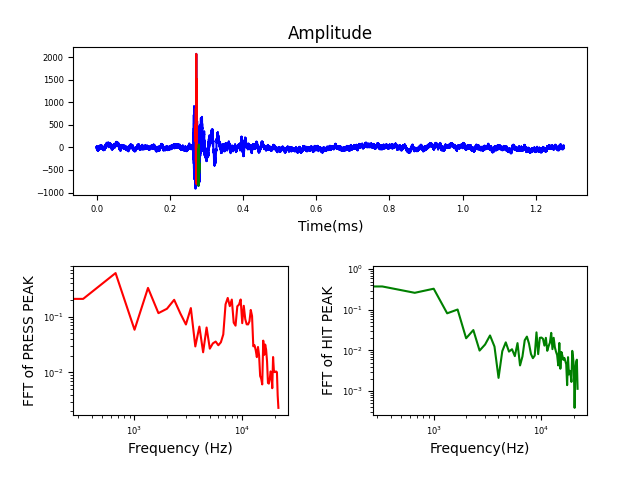 Amplitude
2000
1500
1000
500
0
−500
−1000
0.0 0.2 0.4 0.6 0.8 1.0 1.2
Time(ms)
FFT of PRESS PEAK
10⁻¹
10⁻²
10³ 10⁴
Frequency (Hz)
FFT of HIT PEAK
10⁰
10⁻¹
10⁻²
10⁻³
10³ 10⁴
Frequency(Hz)